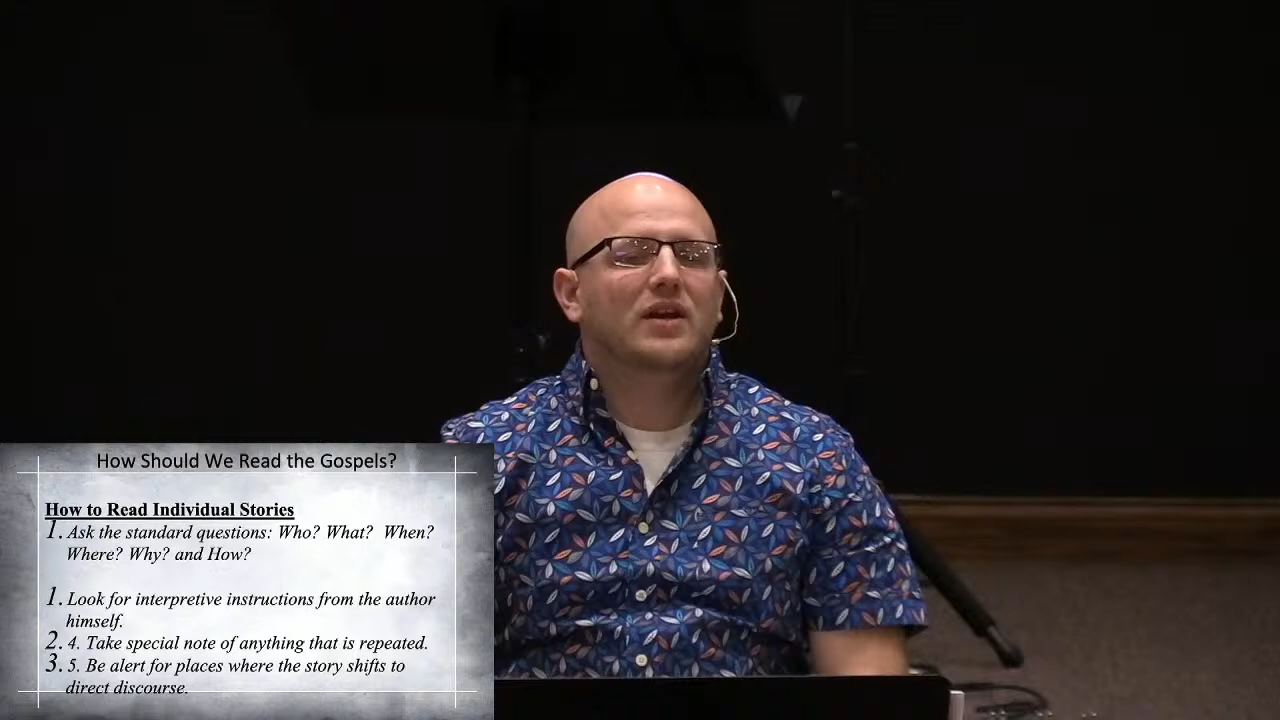 How Should We Read the Gospels?
How to Read Individual Stories
1. Ask the standard questions: Who? What? When?
Where? Why? and How?
1. Look for interpretive instructions from the author
himself.
2. 4. Take special note of anything that is repeated.
3. 5. Be alert for places where the story shifts to
direct discourse.